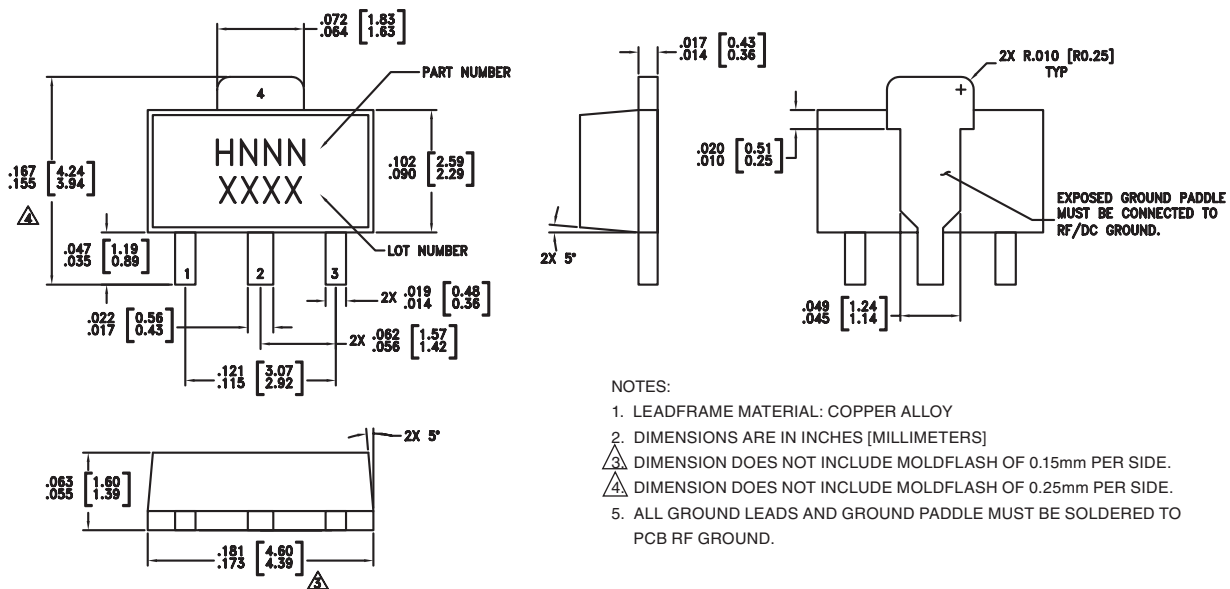 .072 [1.83]
.064 [1.63]
PART NUMBER
4
HNNN
XXXX
.167 [4.24]
.155 [3.94]
4
.102 [2.59]
.090 [2.29]
LOT NUMBER
.047 [1.19]
.035 [0.89]
1
2
3
2X .019 [0.48]
.014 [0.36]
.022 [0.56]
.017 [0.43]
2X .062 [1.57]
.056 [1.42]
.121 [3.07]
.115 [2.92]
.017 [0.43]
.014 [0.36]
2X 5°
2X R.010 [R0.25]
TYP
+
.020 [0.51]
.010 [0.25]
EXPOSED GROUND PADDLE
MUST BE CONNECTED TO
RF/DC GROUND.
.049 [1.24]
.045 [1.14]
2X 5°
.063 [1.60]
.055 [1.39]
.181 [4.60]
.173 [4.39]
3
NOTES:
1. LEADFRAME MATERIAL: COPPER ALLOY
2. DIMENSIONS ARE IN INCHES [MILLIMETERS]
3. DIMENSION DOES NOT INCLUDE MOLDFLASH OF 0.15mm PER SIDE.
4. DIMENSION DOES NOT INCLUDE MOLDFLASH OF 0.25mm PER SIDE.
5. ALL GROUND LEADS AND GROUND PADDLE MUST BE SOLDERED TO
PCB RF GROUND.